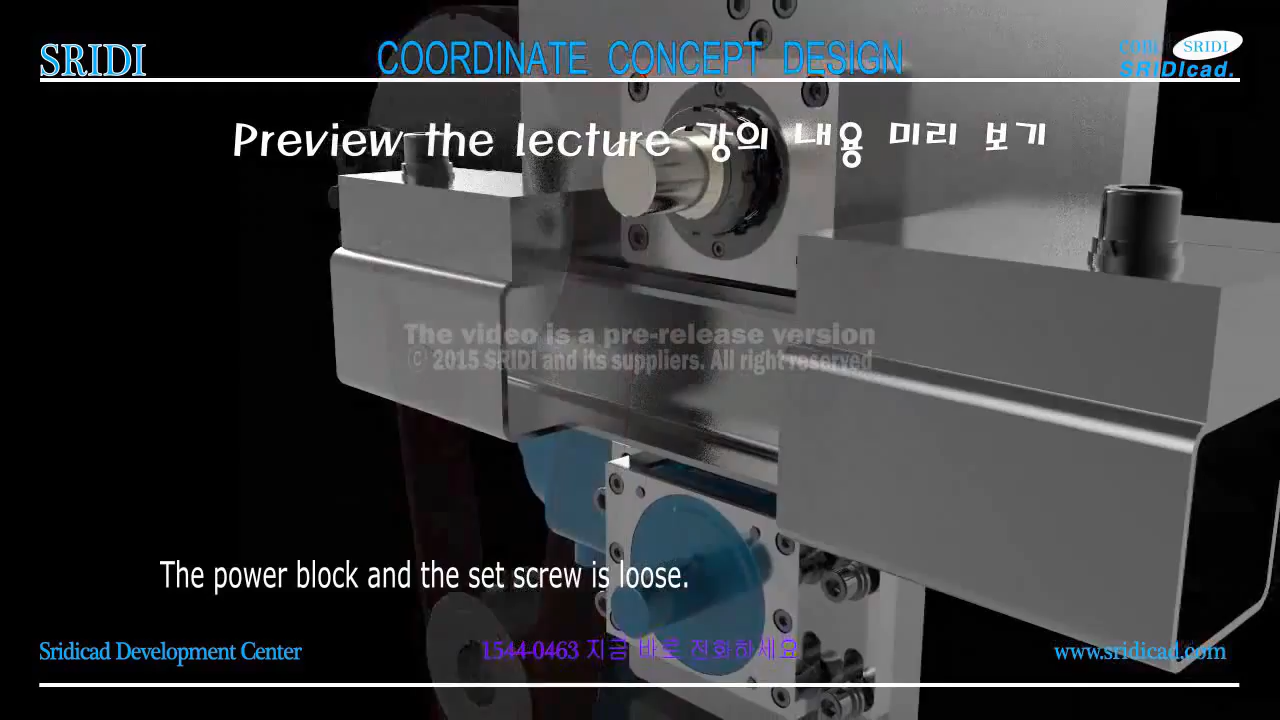 SRIDI
COORDINATE CONCEPT DESIGN
SRIDI
SRIDIcad.
Preview the lecture 강의 내용 미리 보기
The video is a pre-release version
© 2015 SRIDI and its suppliers. All right reserved
The power block and the set screw is loose.
Sridicad Development Center
1544-0463 지금 바로 전화하세요
www.sridicad.com